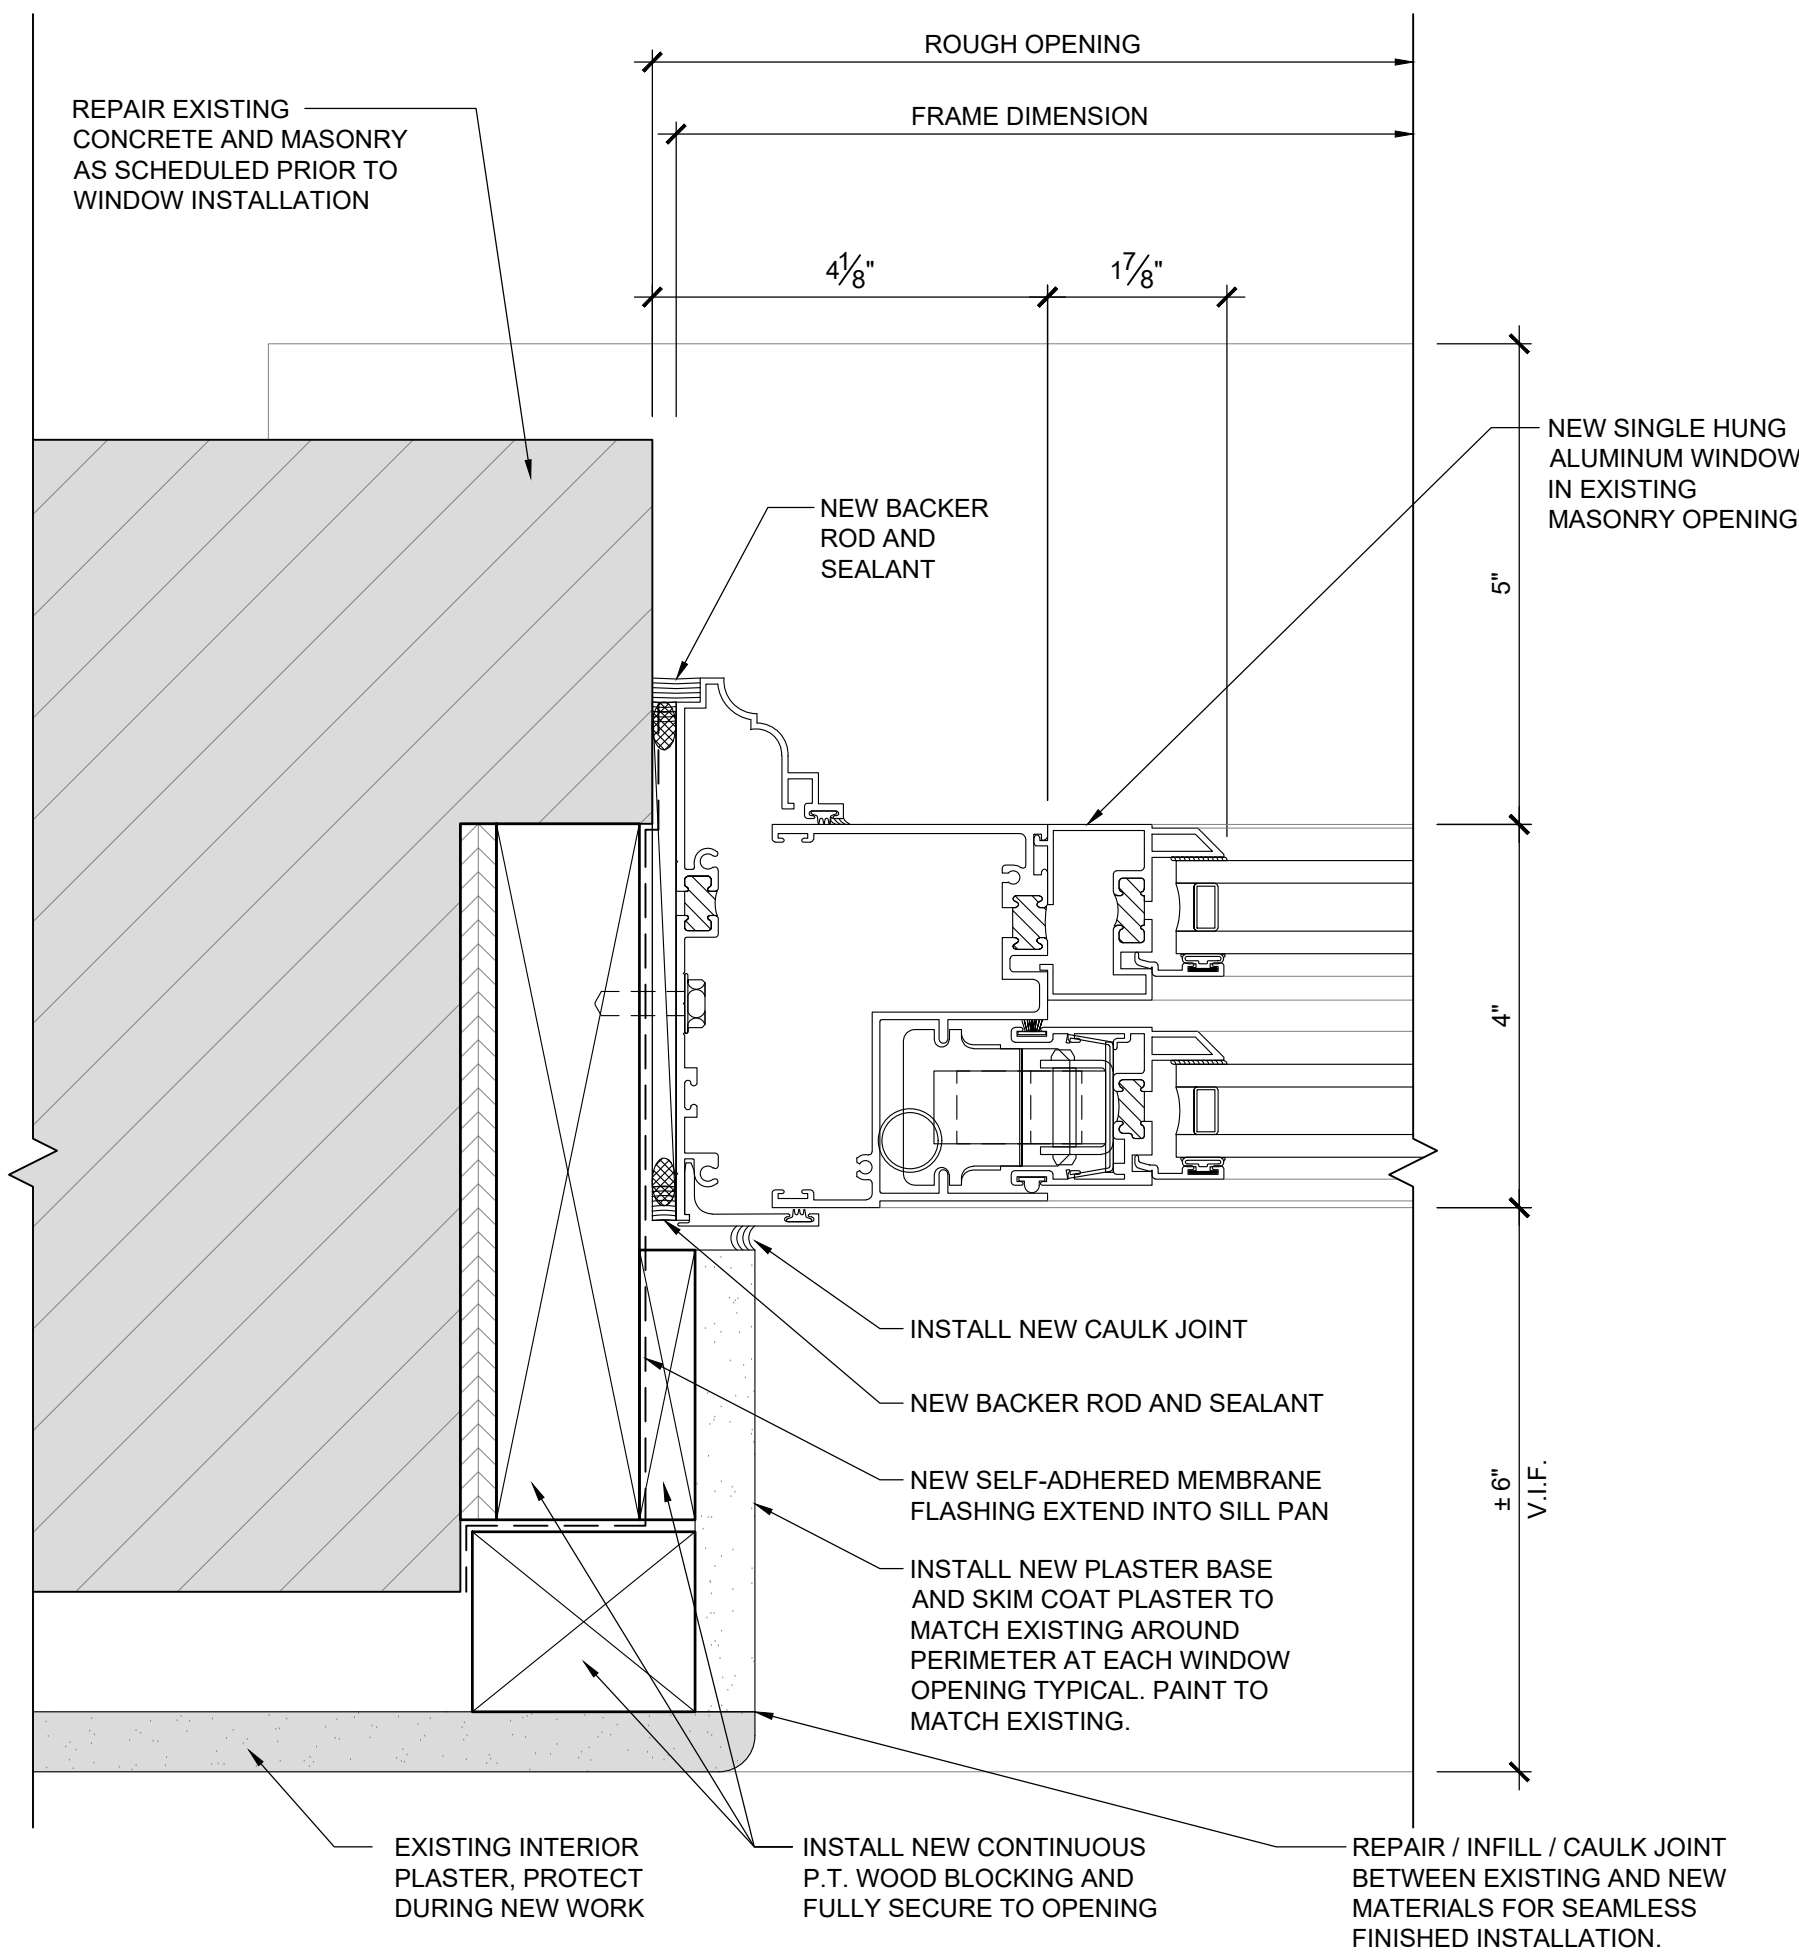 ROUGH OPENING
FRAME DIMENSION
REPAIR EXISTING
CONCRETE AND MASONRY
AS SCHEDULED PRIOR TO
WINDOW INSTALLATION
4 1/8"
1 7/8"
NEW SINGLE HUNG
ALUMINUM WINDOW
IN EXISTING
MASONRY OPENING
NEW BACKER
ROD AND
SEALANT
5"
4"
± 6"
V.I.F.
INSTALL NEW CAULK JOINT
NEW BACKER ROD AND SEALANT
NEW SELF-ADHERED MEMBRANE
FLASHING EXTEND INTO SILL PAN
INSTALL NEW PLASTER BASE
AND SKIM COAT PLASTER TO
MATCH EXISTING AROUND
PERIMETER AT EACH WINDOW
OPENING TYPICAL. PAINT TO
MATCH EXISTING.
EXISTING INTERIOR
PLASTER, PROTECT
DURING NEW WORK
INSTALL NEW CONTINUOUS
P.T. WOOD BLOCKING AND
FULLY SECURE TO OPENING
REPAIR / INFILL / CAULK JOINT
BETWEEN EXISTING AND NEW
MATERIALS FOR SEAMLESS
FINISHED INSTALLATION.